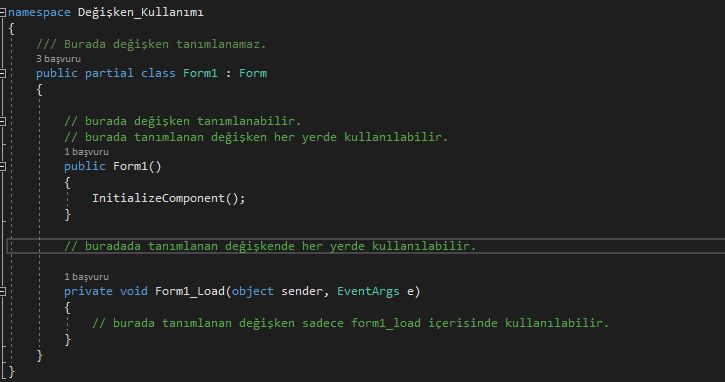 namespace Değişken_Kullanımı
{
/// Burada değişken tanımlanamaz.
3 başvuru
public partial class Form1 : Form
{
// burada değişken tanımlanabilir.
// burada tanımlanan değişken her yerde kullanılabilir.
1 başvuru
public Form1()
{
InitializeComponent();
}
// buradada tanımlanan değişkende her yerde kullanılabilir.
1 başvuru
private void Form1_Load(object sender, EventArgs e)
{
// burada tanımlanan değişken sadece form1_load içerisinde kullanılabilir.
}
}
}